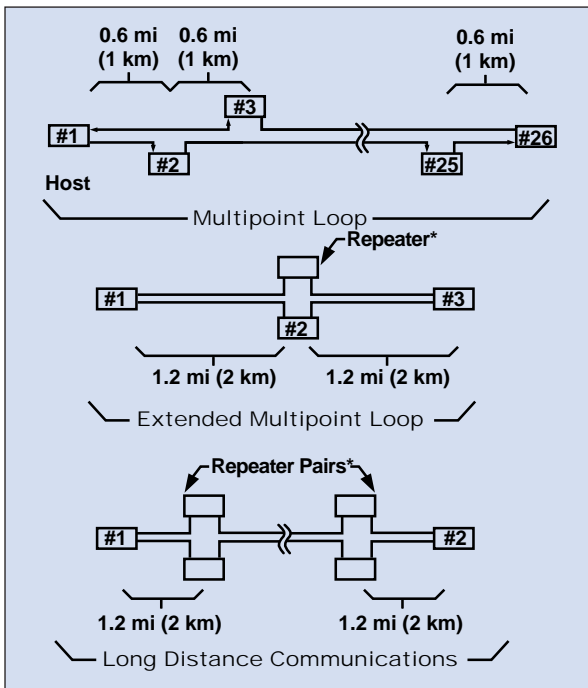 0.6 mi 0.6 mi 0.6 mi
(1 km) (1 km) (1 km)
#3
#1 #26
#2 #25
Host
Multipoint Loop
Repeater*
#1 #3
#2
1.2 mi (2 km) 1.2 mi (2 km)
Extended Multipoint Loop
Repeater Pairs*
#1 #2
1.2 mi (2 km) 1.2 mi (2 km)
Long Distance Communications